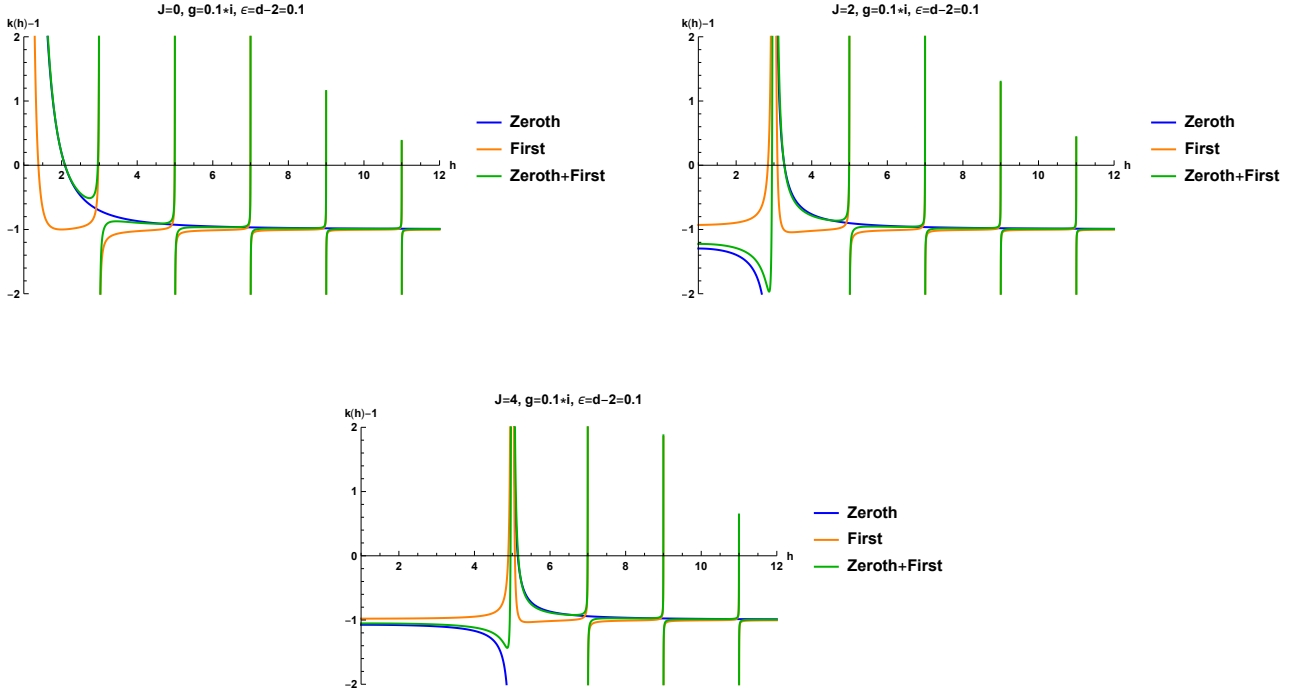 J=0, g=0.1*i, ϵ=d-2=0.1
k(h)-1
2
1
0
-1
-2
2 4 6 8 10 12
h
Zeroth
First
Zeroth+First
J=2, g=0.1*i, ϵ=d-2=0.1
k(h)-1
2
1
0
-1
-2
2 4 6 8 10 12
h
Zeroth
First
Zeroth+First
J=4, g=0.1*i, ϵ=d-2=0.1
k(h)-1
2
1
0
-1
-2
2 4 6 8 10 12
h
Zeroth
First
Zeroth+First